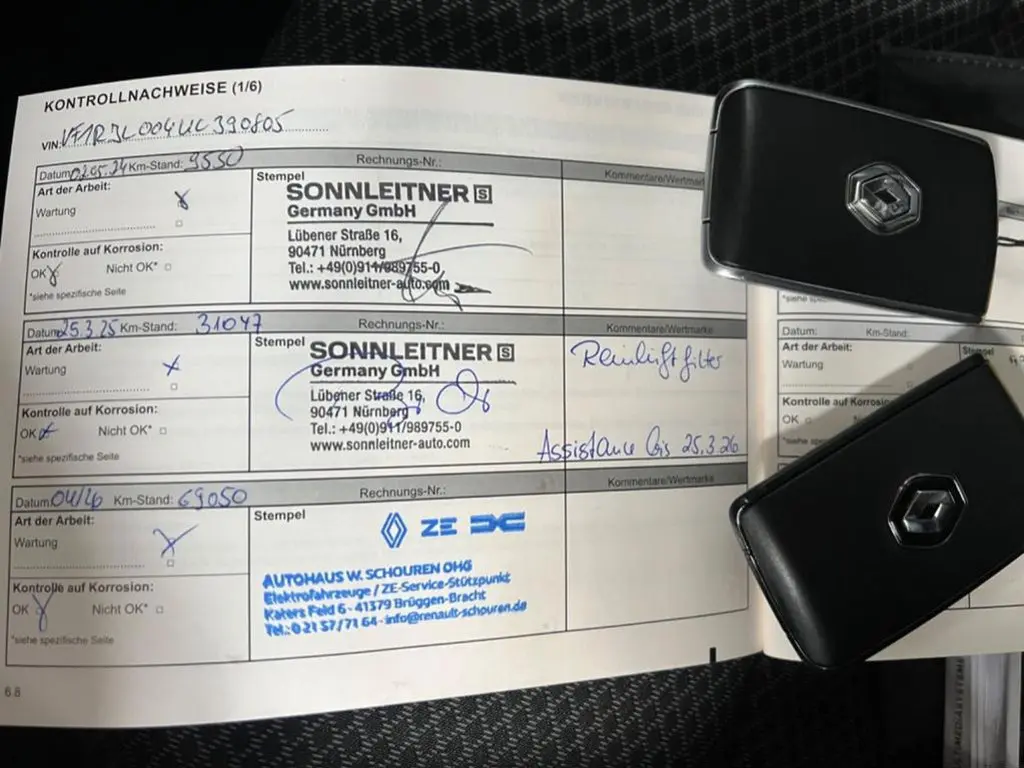 KONTROLLNACHWEISE (1/6)
VIN: VF1RJL004UC390805
Datum: 02.05.24 Km-Stand: 9550 Rechnungs-Nr.: Kommentare/Wertmar
Art der Arbeit:
Wartung
Kontrolle auf Korrosion:
OK Nicht OK*
*siehe spezifische Seite
Stempel
SONNLEITNER S
Germany GmbH
Lübener Straße 16,
90471 Nürnberg
Tel.: +49(0)911/989755-0
www.sonnleitner-auto.com
Datum: 25.3.25 Km-Stand: 31047 Rechnungs-Nr.: Kommentare/Wertmarke
Art der Arbeit:
Wartung
Kontrolle auf Korrosion:
OK Nicht OK*
*siehe spezifische Seite
Stempel
SONNLEITNER S
Germany GmbH
Lübener Straße 16,
90471 Nürnberg
Tel.: +49(0)911/989755-0
www.sonnleitner-auto.com
Reinluftfilter
Assistance bis 25.3.26
Datum: 04/26 Km-Stand: 69050 Rechnungs-Nr.: Kommentare/Wertmarke
Art der Arbeit:
Wartung
Kontrolle auf Korrosion:
OK Nicht OK*
*siehe spezifische Seite
Stempel
ZE
AUTOHAUS W. SCHOUREN OHG
Elektrofahrzeuge / ZE-Service-Stützpunkt
Katers Feld 6 - 41379 Brüggen-Bracht
Tel.: 0 21 57/71 64 - info@renault-schouren.de
68
*siehe
Datum: Km-Stand:
Art der Arbeit:
Wartung
Stempel
Kontrolle auf Korrosion
OK
*siehe